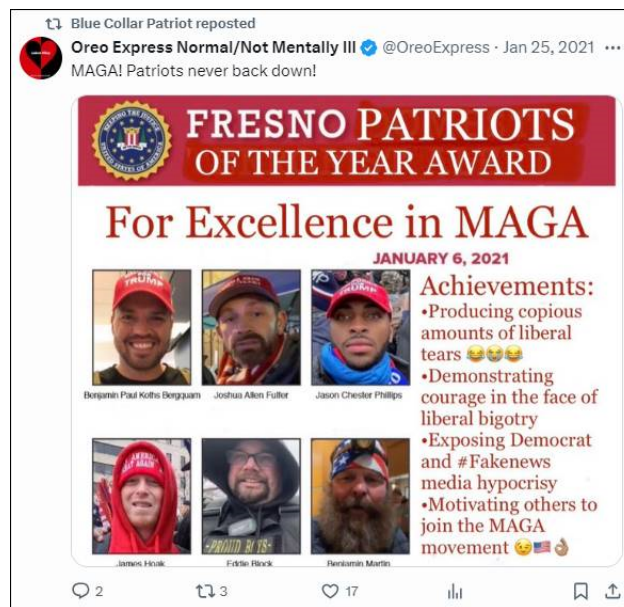 Blue Collar Patriot reposted
Oreo Express Normal/Not Mentally Ill @OreoExpress · Jan 25, 2021 ...
MAGA! Patriots never back down!
FRESNO PATRIOTS
OF THE YEAR AWARD
For Excellence in MAGA
JANUARY 6, 2021
TRUMP
TRUMP
Benjamin Paul Koths Bergquam
Joshua Allen Fulfer
Jason Chester Phillips
PROUD BOYS
James Hoak
Eddie Block
Benjamin Martin
Achievements:
•Producing copious
amounts of liberal
tears 😂😭😂
•Demonstrating
courage in the face of
liberal bigotry
•Exposing Democrat
and #Fakenews
media hypocrisy
•Motivating others to
join the MAGA
movement 😉🇺🇸👌🏽
2
3
17